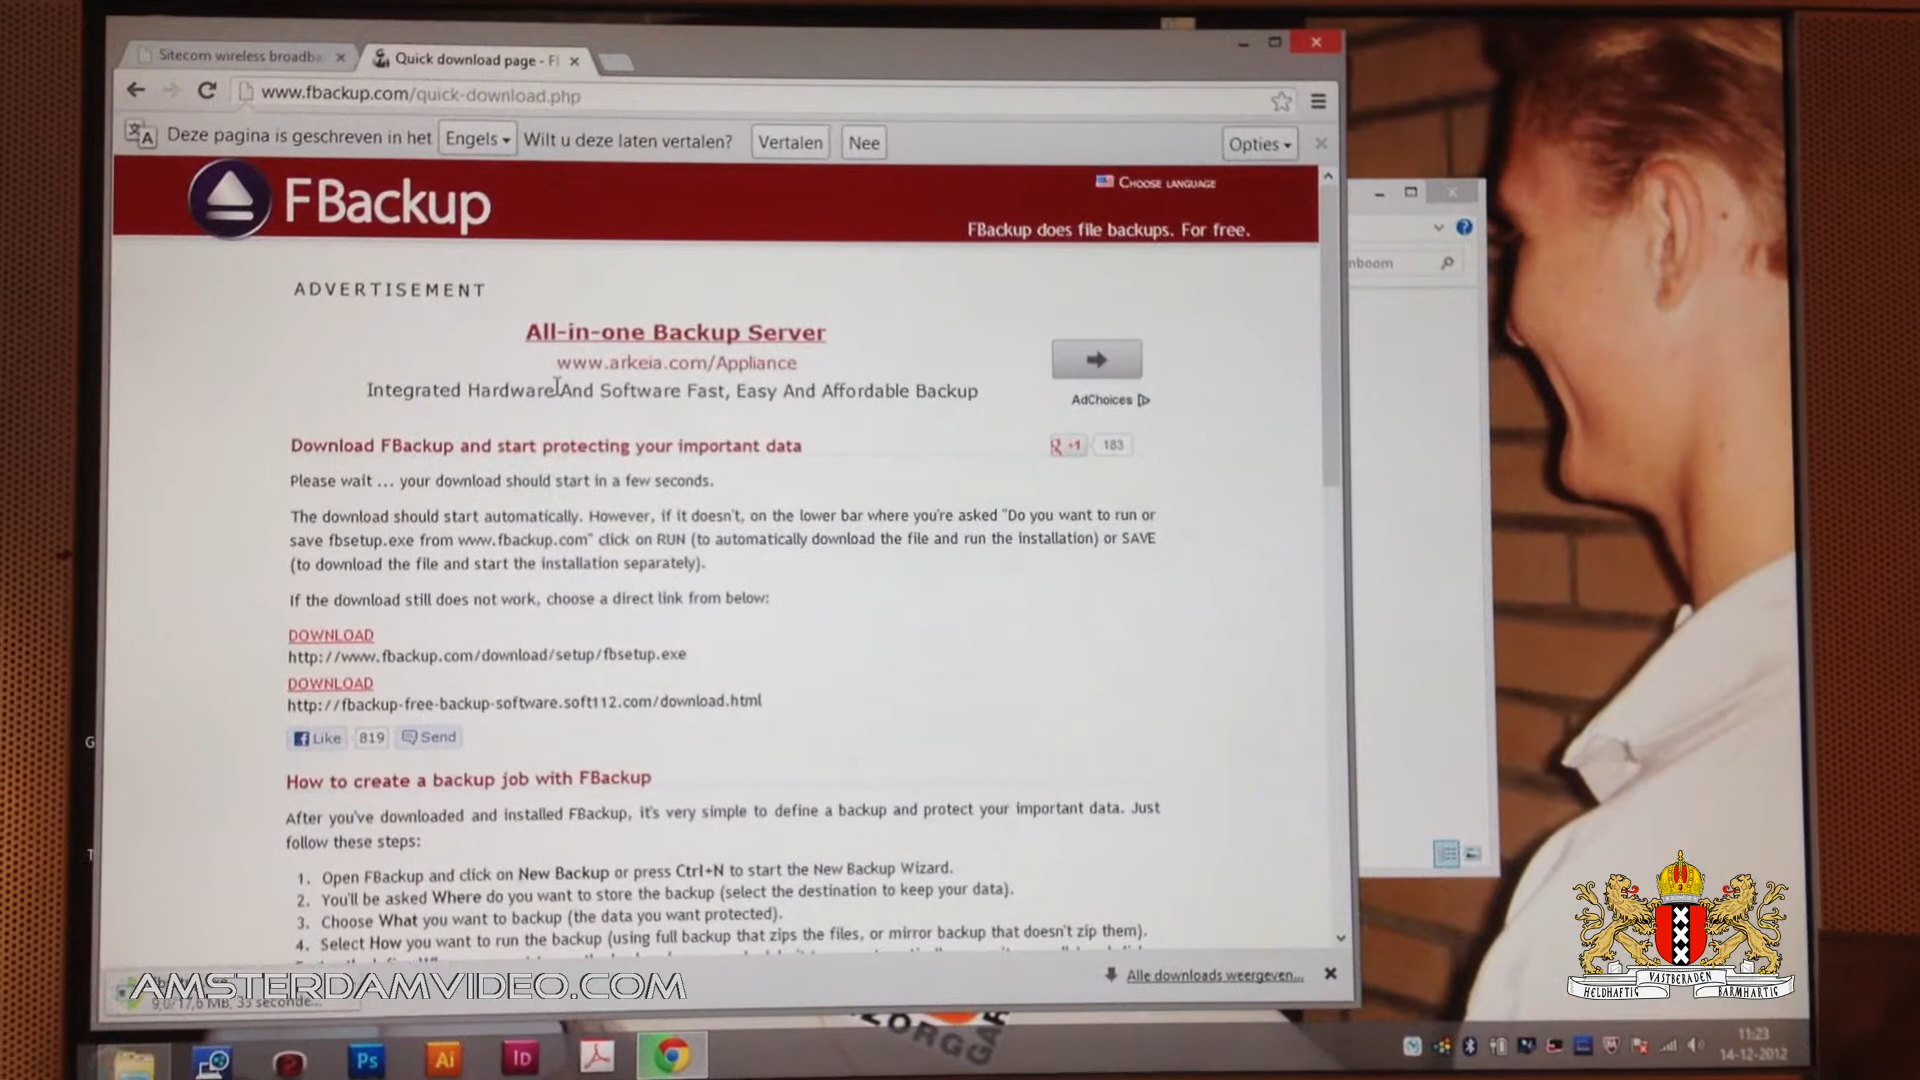 Sitecom wireless broadba
Quick download page - F
www.fbackup.com/quick-download.php
Deze pagina is geschreven in het Engels Wilt u deze laten vertalen? Vertalen Nee Opties
FBackup
CHOOSE LANGUAGE
FBackup does file backups. For free.
nboom
ADVERTISEMENT
All-in-one Backup Server
www.arkeia.com/Appliance
Integrated Hardware And Software Fast, Easy And Affordable Backup
AdChoices
Download FBackup and start protecting your important data
+1 183
Please wait ... your download should start in a few seconds.
The download should start automatically. However, if it doesn't, on the lower bar where you're asked "Do you want to run or
save fbsetup.exe from www.fbackup.com" click on RUN (to automatically download the file and run the installation) or SAVE
(to download the file and start the installation separately).
If the download still does not work, choose a direct link from below:
DOWNLOAD
http://www.fbackup.com/download/setup/fbsetup.exe
DOWNLOAD
http://fbackup-free-backup-software.soft112.com/download.html
Like 819 Send
How to create a backup job with FBackup
After you've downloaded and installed FBackup, it's very simple to define a backup and protect your important data. Just
follow these steps:
1. Open FBackup and click on New Backup or press Ctrl+N to start the New Backup Wizard.
2. You'll be asked Where do you want to store the backup (select the destination to keep your data).
3. Choose What you want to backup (the data you want protected).
4. Select How you want to run the backup (using full backup that zips the files, or mirror backup that doesn't zip them).
Alle downloads weergeven...
AMSTERDAMVIDEO.COM
9,0/17,6 MB, 35 seconde...
HELDHAFTIG VASTBERADEN BARMHARTIG
Ps Ai Id
11:23
14-12-2012